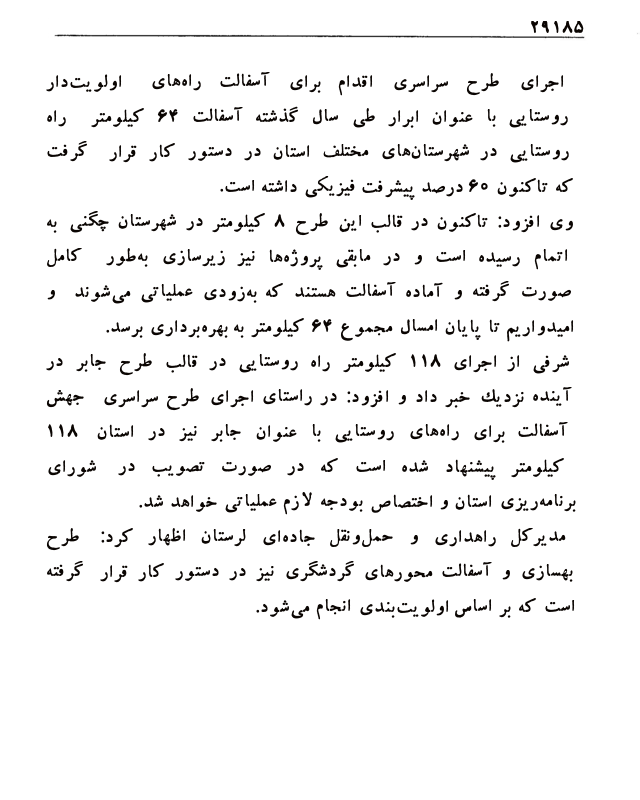 ۲۹۱۸۵
اجرای طرح سراسری اقدام برای آسفالت راه‌های اولویت‌دار
روستایی با عنوان ابرار طی سال گذشته آسفالت ۶۴ کیلومتر راه
روستایی در شهرستان‌های مختلف استان در دستور کار قرار گرفت
که تاکنون ۶۰ درصد پیشرفت فیزیکی داشته است.
وی افزود: تاکنون در قالب این طرح ۸ کیلومتر در شهرستان چگنی به
اتمام رسیده است و در مابقی پروژه‌ها نیز زیرسازی به‌طور کامل
صورت گرفته و آماده آسفالت هستند که به‌زودی عملیاتی می‌شوند و
امیدواریم تا پایان امسال مجموع ۶۴ کیلومتر به بهره‌برداری برسد.
شرفی از اجرای ۱۱۸ کیلومتر راه روستایی در قالب طرح جابر در
آینده نزدیك خبر داد و افزود: در راستای اجرای طرح سراسری جهش
آسفالت برای راه‌های روستایی با عنوان جابر نیز در استان ۱۱۸
کیلومتر پیشنهاد شده است که در صورت تصویب در شورای
برنامه‌ریزی استان و اختصاص بودجه لازم عملیاتی خواهد شد.
مدیرکل راهداری و حمل‌ونقل جاده‌ای لرستان اظهار کرد: طرح
بهسازی و آسفالت محورهای گردشگری نیز در دستور کار قرار گرفته
است که بر اساس اولویت‌بندی انجام می‌شود.